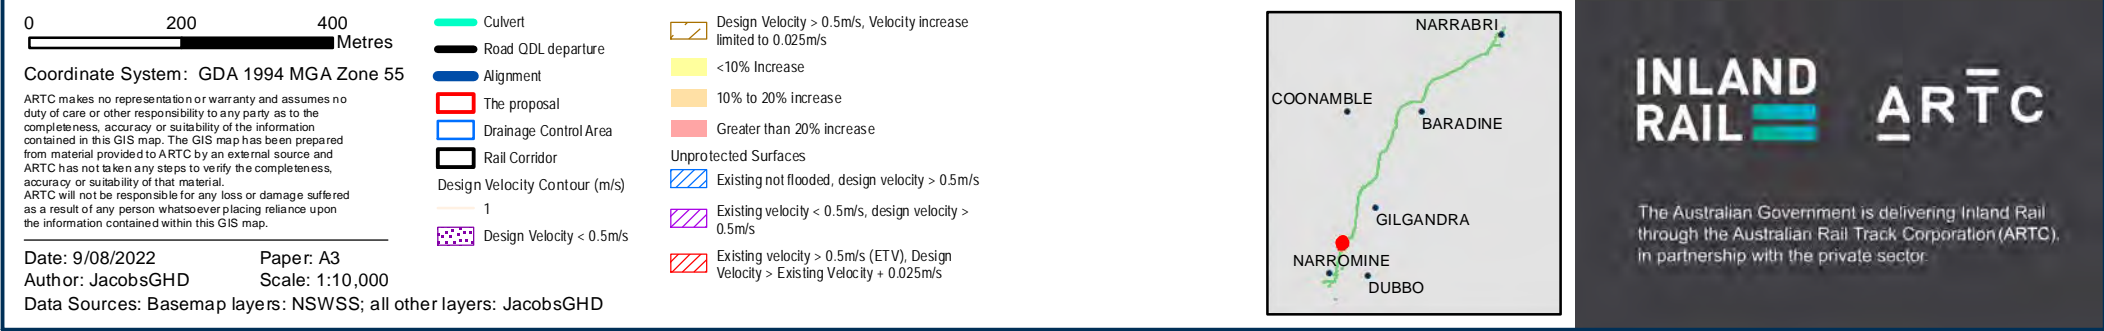 0 200 400
Metres
Coordinate System: GDA 1994 MGA Zone 55
ARTC makes no representation or warranty and assumes no
duty of care or other responsibility to any party as to the
completeness, accuracy or suitability of the information
contained in this GIS map. The GIS map has been prepared
from material provided to ARTC by an external source and
ARTC has not taken any steps to verify the completeness,
accuracy or suitability of that material.
ARTC will not be responsible for any loss or damage suffered
as a result of any person whatsoever placing reliance upon
the information contained within this GIS map.
Date: 9/08/2022 Paper: A3
Author: JacobsGHD Scale: 1:10,000
Data Sources: Basemap layers: NSWSS; all other layers: JacobsGHD
Culvert
Road QDL departure
Alignment
The proposal
Drainage Control Area
Rail Corridor
Design Velocity Contour (m/s)
1
Design Velocity < 0.5m/s
Design Velocity > 0.5m/s, Velocity increase
limited to 0.025m/s
<10% Increase
10% to 20% increase
Greater than 20% increase
Unprotected Surfaces
Existing not flooded, design velocity > 0.5m/s
Existing velocity < 0.5m/s, design velocity >
0.5m/s
Existing velocity > 0.5m/s (ETV), Design
Velocity > Existing Velocity + 0.025m/s
NARRABRI
COONAMBLE
BARADINE
GILGANDRA
NARROMINE
DUBBO
INLAND
RAIL
ARTC
The Australian Government is delivering Inland Rail
through the Australian Rail Track Corporation (ARTC),
in partnership with the private sector.